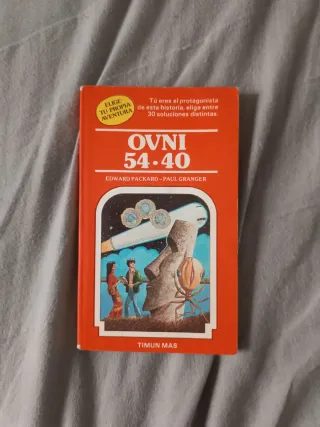 ELIGE
TU PROPIA
AVENTURA
Tú eres el protagonista
de esta historia, elige entre
30 soluciones distintas.
OVNI
54·40
EDWARD PACKARD - PAUL GRANGER
TIMUN MAS